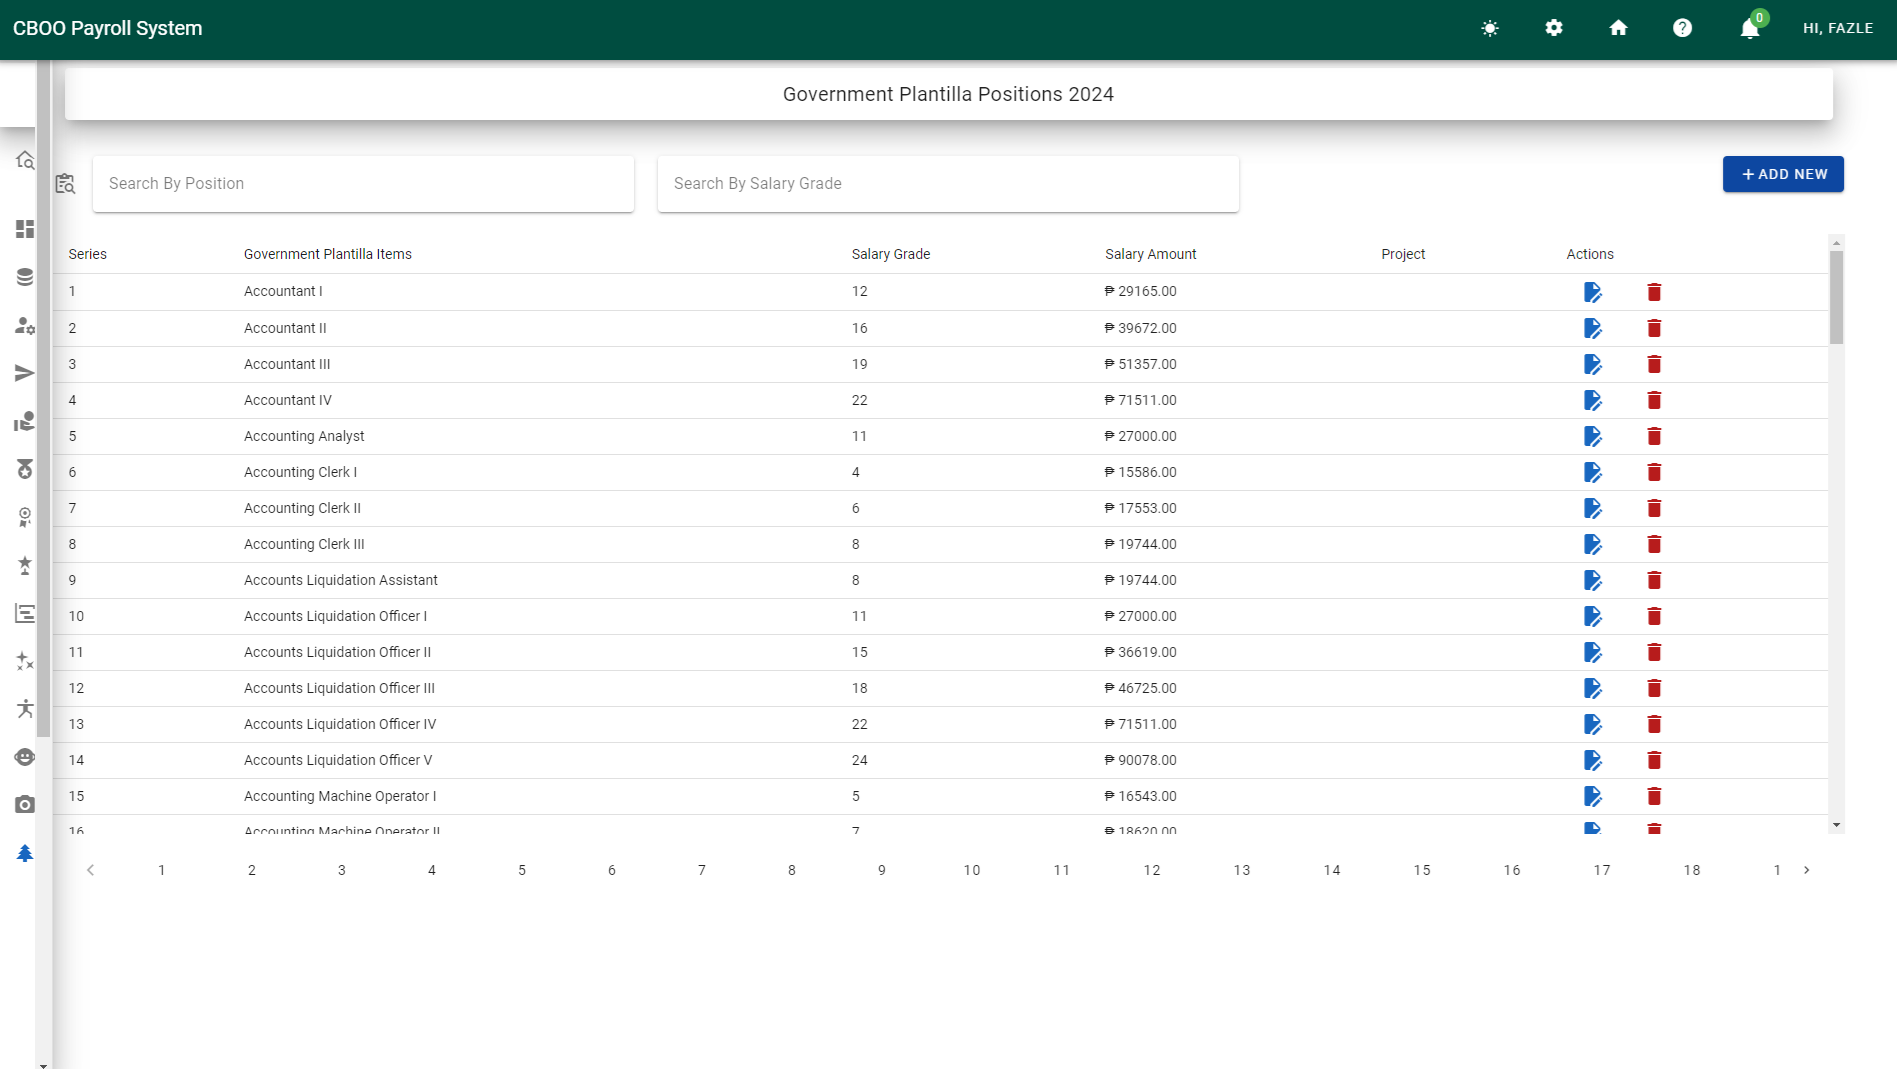 CBOO Payroll System
0
HI, FAZLE
Government Plantilla Positions 2024
Search By Position
Search By Salary Grade
+ ADD NEW
Series Government Plantilla Items Salary Grade Salary Amount Project Actions
1 Accountant I 12 ₱ 29165.00
2 Accountant II 16 ₱ 39672.00
3 Accountant III 19 ₱ 51357.00
4 Accountant IV 22 ₱ 71511.00
5 Accounting Analyst 11 ₱ 27000.00
6 Accounting Clerk I 4 ₱ 15586.00
7 Accounting Clerk II 6 ₱ 17553.00
8 Accounting Clerk III 8 ₱ 19744.00
9 Accounts Liquidation Assistant 8 ₱ 19744.00
10 Accounts Liquidation Officer I 11 ₱ 27000.00
11 Accounts Liquidation Officer II 15 ₱ 36619.00
12 Accounts Liquidation Officer III 18 ₱ 46725.00
13 Accounts Liquidation Officer IV 22 ₱ 71511.00
14 Accounts Liquidation Officer V 24 ₱ 90078.00
15 Accounting Machine Operator I 5 ₱ 16543.00
16 Accounting Machine Operator II 7 ₱ 18620.00
1 2 3 4 5 6 7 8 9 10 11 12 13 14 15 16 17 18 1